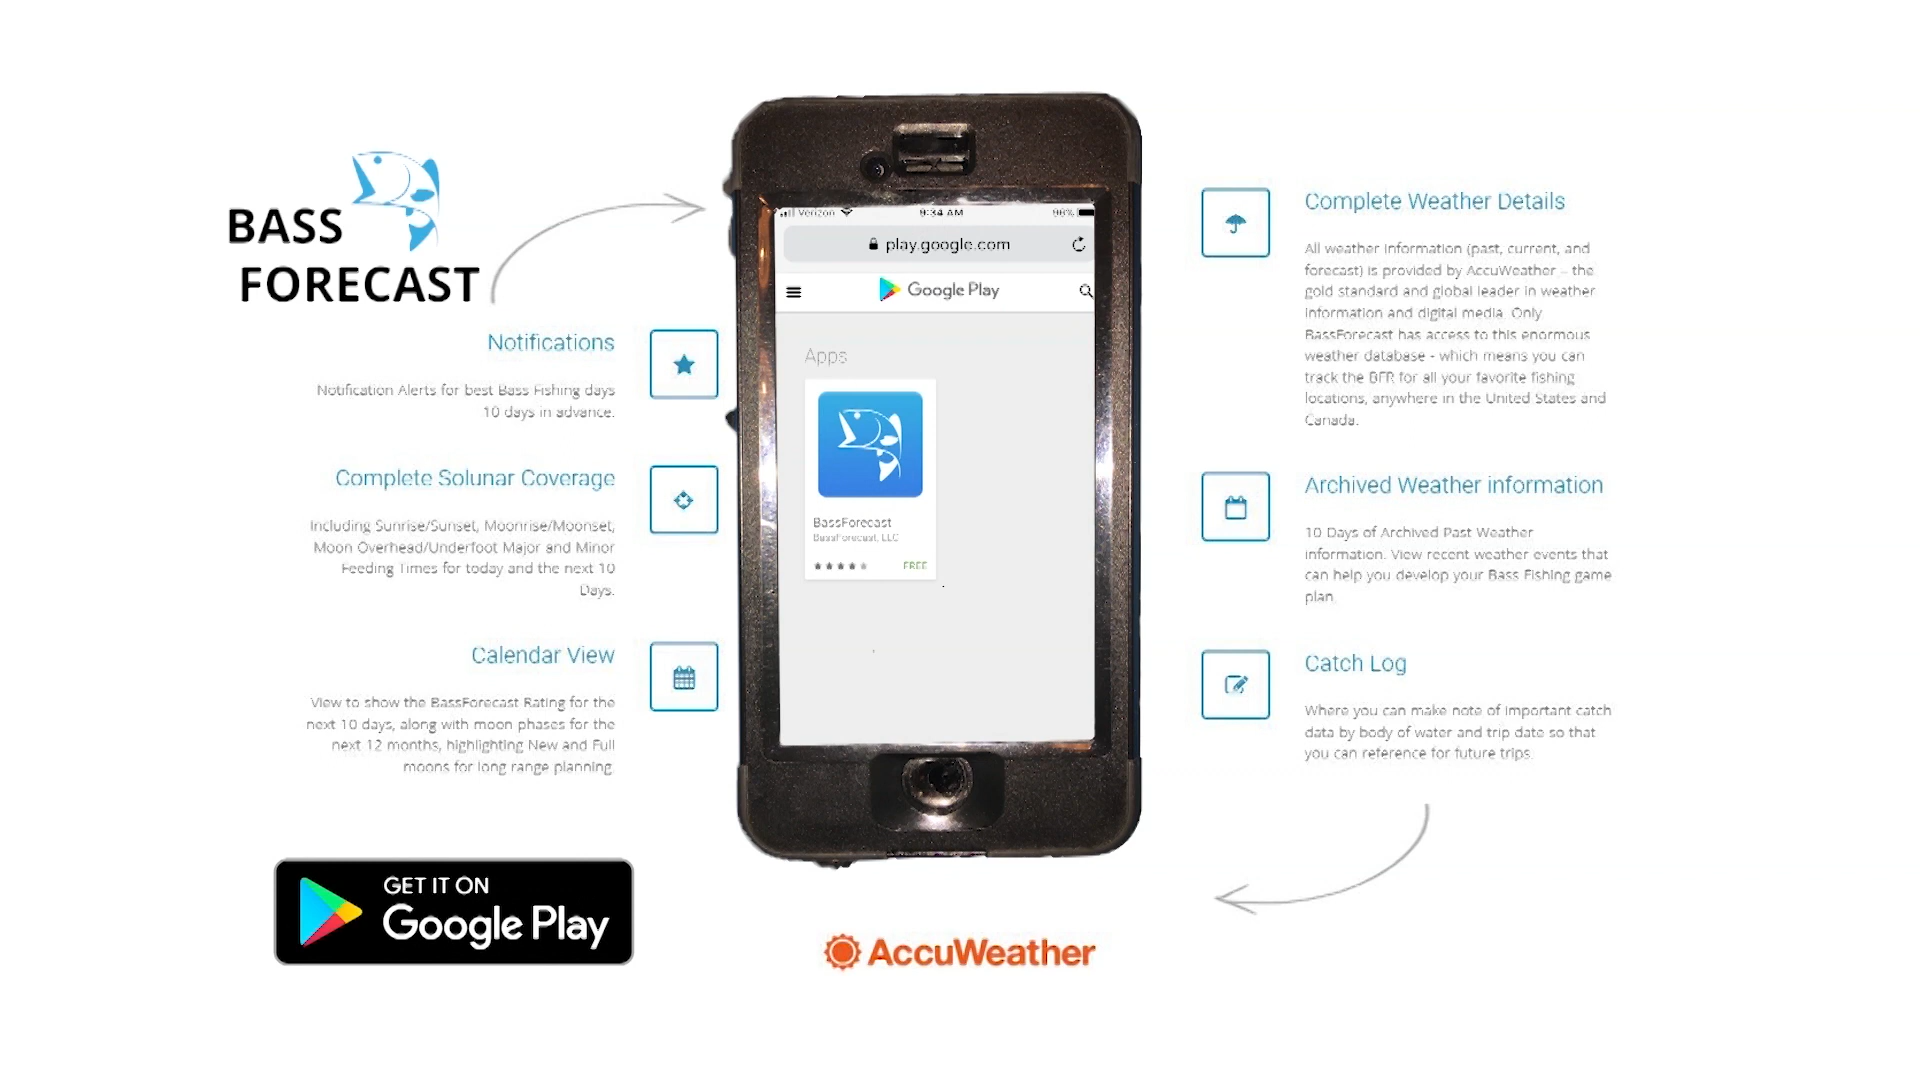 BASS
FORECAST
Notifications
Notification Alerts for best Bass Fishing days
10 days in advance.
Complete Solunar Coverage
Including Sunrise/Sunset, Moonrise/Moonset,
Moon Overhead/Underfoot Major and Minor
Feeding Times for today and the next 10
Days.
Calendar View
View to show the BassForecast Rating for the
next 10 days, along with moon phases for the
next 12 months, highlighting New and Full
moons for long range planning.
GET IT ON
Google Play
Verizon 9:34 AM 96%
play.google.com
Google Play
Apps
BassForecast
BassForecast, LLC
FREE
AccuWeather
Complete Weather Details
All weather information (past, current, and
forecast) is provided by AccuWeather – the
gold standard and global leader in weather
information and digital media. Only
BassForecast has access to this enormous
weather database - which means you can
track the BFR for all your favorite fishing
locations, anywhere in the United States and
Canada.
Archived Weather information
10 Days of Archived Past Weather
information. View recent weather events that
can help you develop your Bass Fishing game
plan.
Catch Log
Where you can make note of important catch
data by body of water and trip date so that
you can reference for future trips.